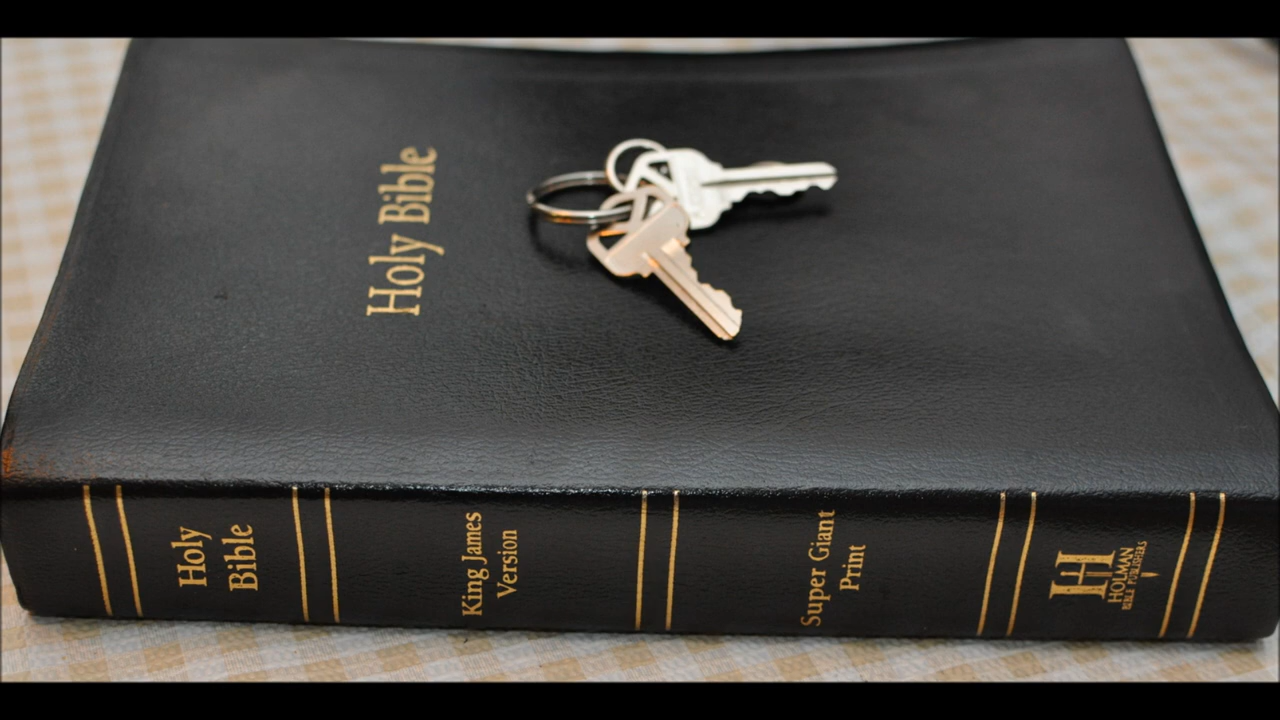 Holy Bible
Holy
Bible
King James
Version
Super Giant
Print
HOLMAN
BIBLE PUBLISHERS